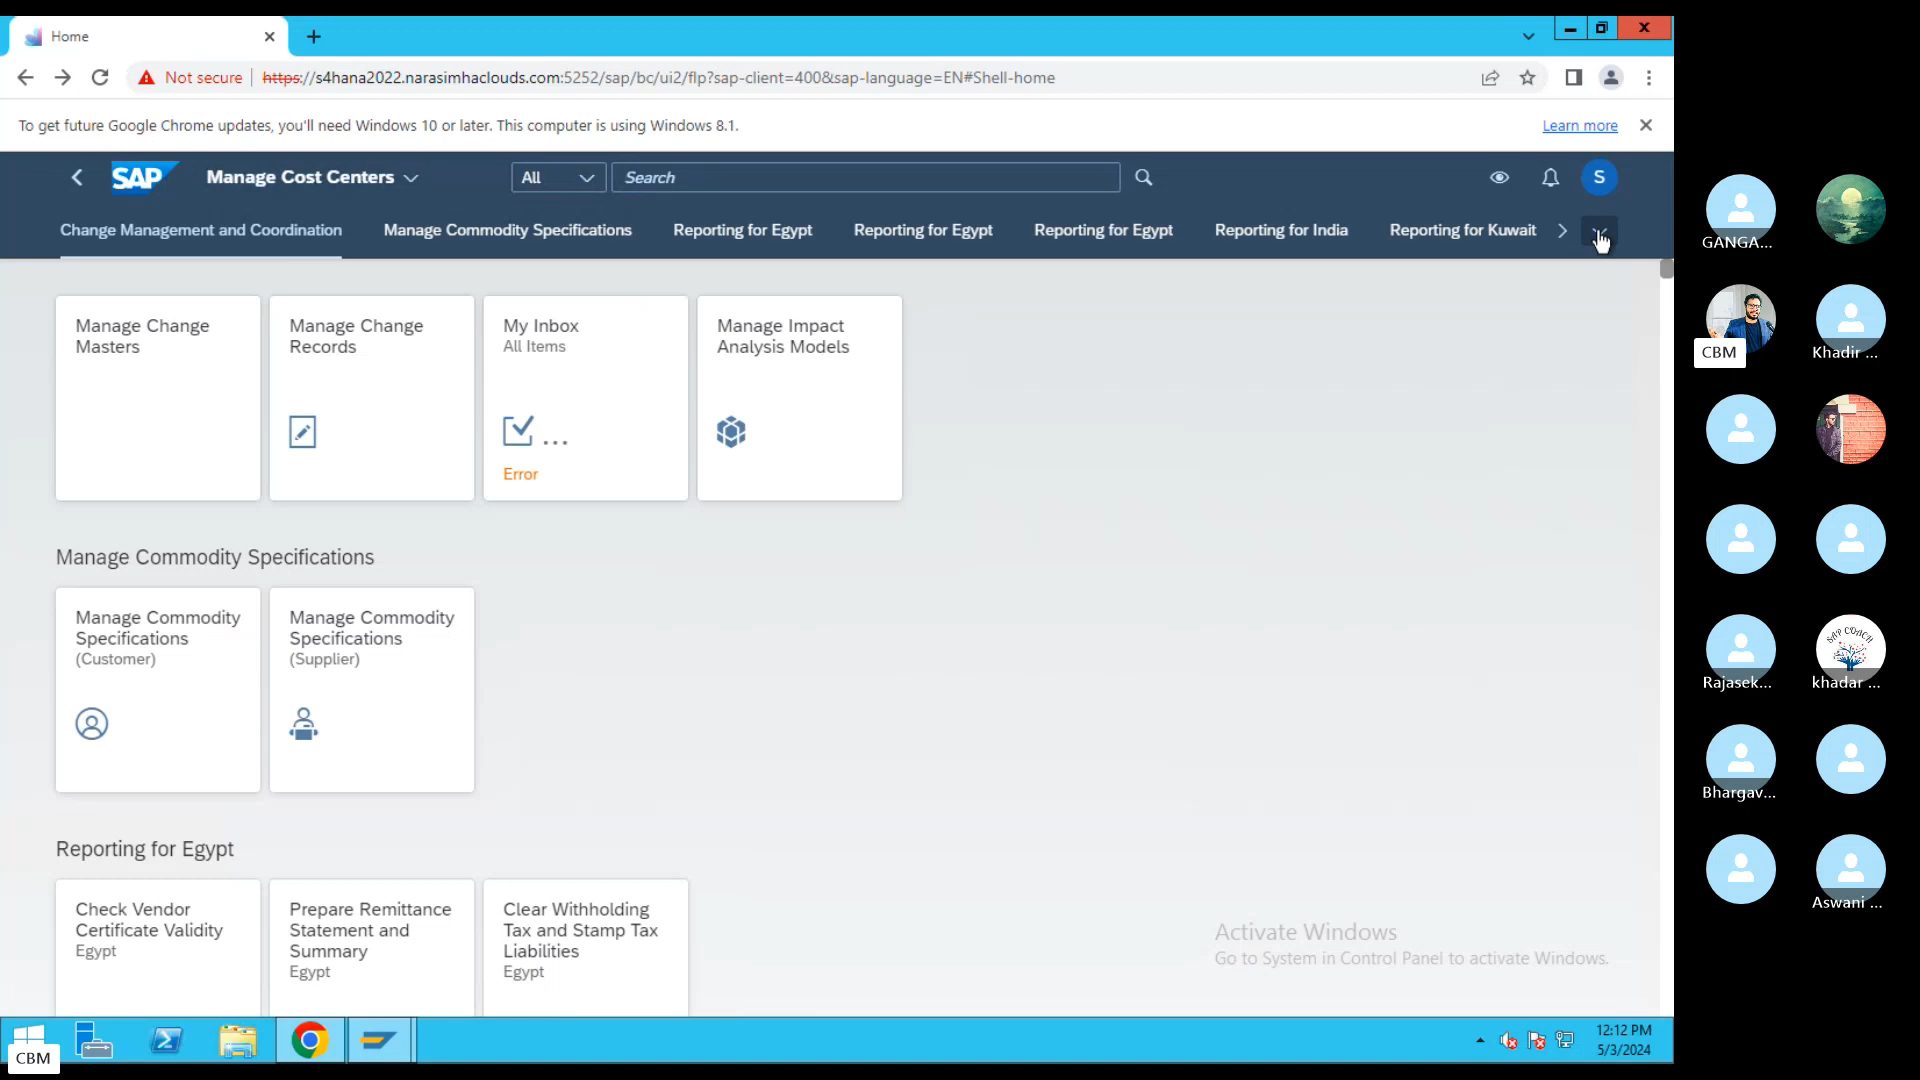 Home
Not secure
https://s4hana2022.narasimhaclouds.com:5252/sap/bc/ui2/flp?sap-client=400&sap-language=EN#Shell-home
To get future Google Chrome updates, you'll need Windows 10 or later. This computer is using Windows 8.1.
Learn more
SAP
Manage Cost Centers
All
Search
S
Change Management and Coordination
Manage Commodity Specifications
Reporting for Egypt
Reporting for Egypt
Reporting for Egypt
Reporting for India
Reporting for Kuwait
Manage Change
Masters
Manage Change
Records
My Inbox
All Items
...
Error
Manage Impact
Analysis Models
Manage Commodity Specifications
Manage Commodity
Specifications
(Customer)
Manage Commodity
Specifications
(Supplier)
Reporting for Egypt
Check Vendor
Certificate Validity
Egypt
Prepare Remittance
Statement and
Summary
Egypt
Clear Withholding
Tax and Stamp Tax
Liabilities
Egypt
Activate Windows
Go to System in Control Panel to activate Windows.
12:12 PM
5/3/2024
CBM
GANGA...
CBM
Khadir ...
SAP COACH
Rajasek...
khadar ...
Bhargav...
Aswani ...